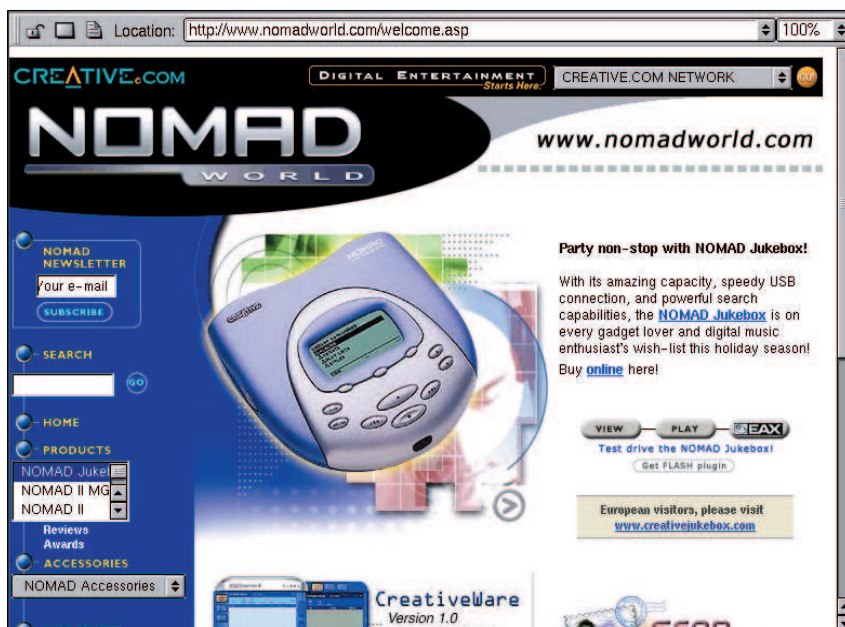 Location: http://www.nomadworld.com/welcome.asp 100%
CREATIVE.COM DIGITAL ENTERTAINMENT Starts Here. CREATIVE.COM NETWORK
NOMAD
WORLD
www.nomadworld.com
NOMAD
NEWSLETTER
Your e-mail
SUBSCRIBE
SEARCH
GO
HOME
PRODUCTS
NOMAD Juke
NOMAD II MG
NOMAD II
Reviews
Awards
ACCESSORIES
NOMAD Accessories
NOMAD
CREATIVE
Party non-stop with NOMAD Jukebox!
With its amazing capacity, speedy USB
connection, and powerful search
capabilities, the NOMAD Jukebox is on
every gadget lover and digital music
enthusiast's wish-list this holiday season!
Buy online here!
VIEW PLAY EAX
Test drive the NOMAD Jukebox!
Get FLASH plugin
European visitors, please visit
www.creativejukebox.com
CreativeWare
Version 1.0